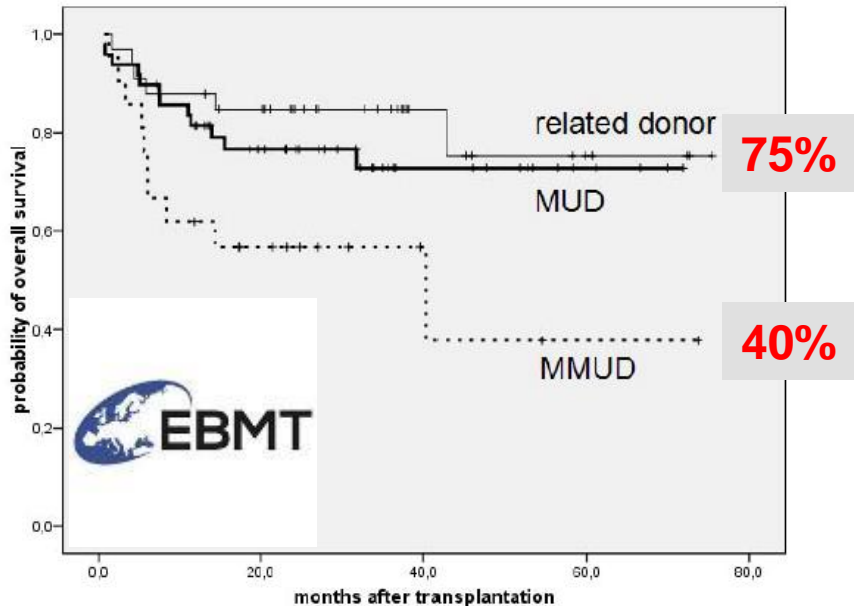 probability of overall survival
1,0
0,8
0,6
0,4
0,2
0,0
related donor
75%
MUD
MMUD
40%
EBMT
0,0
20,0
40,0
60,0
80,0
months after transplantation